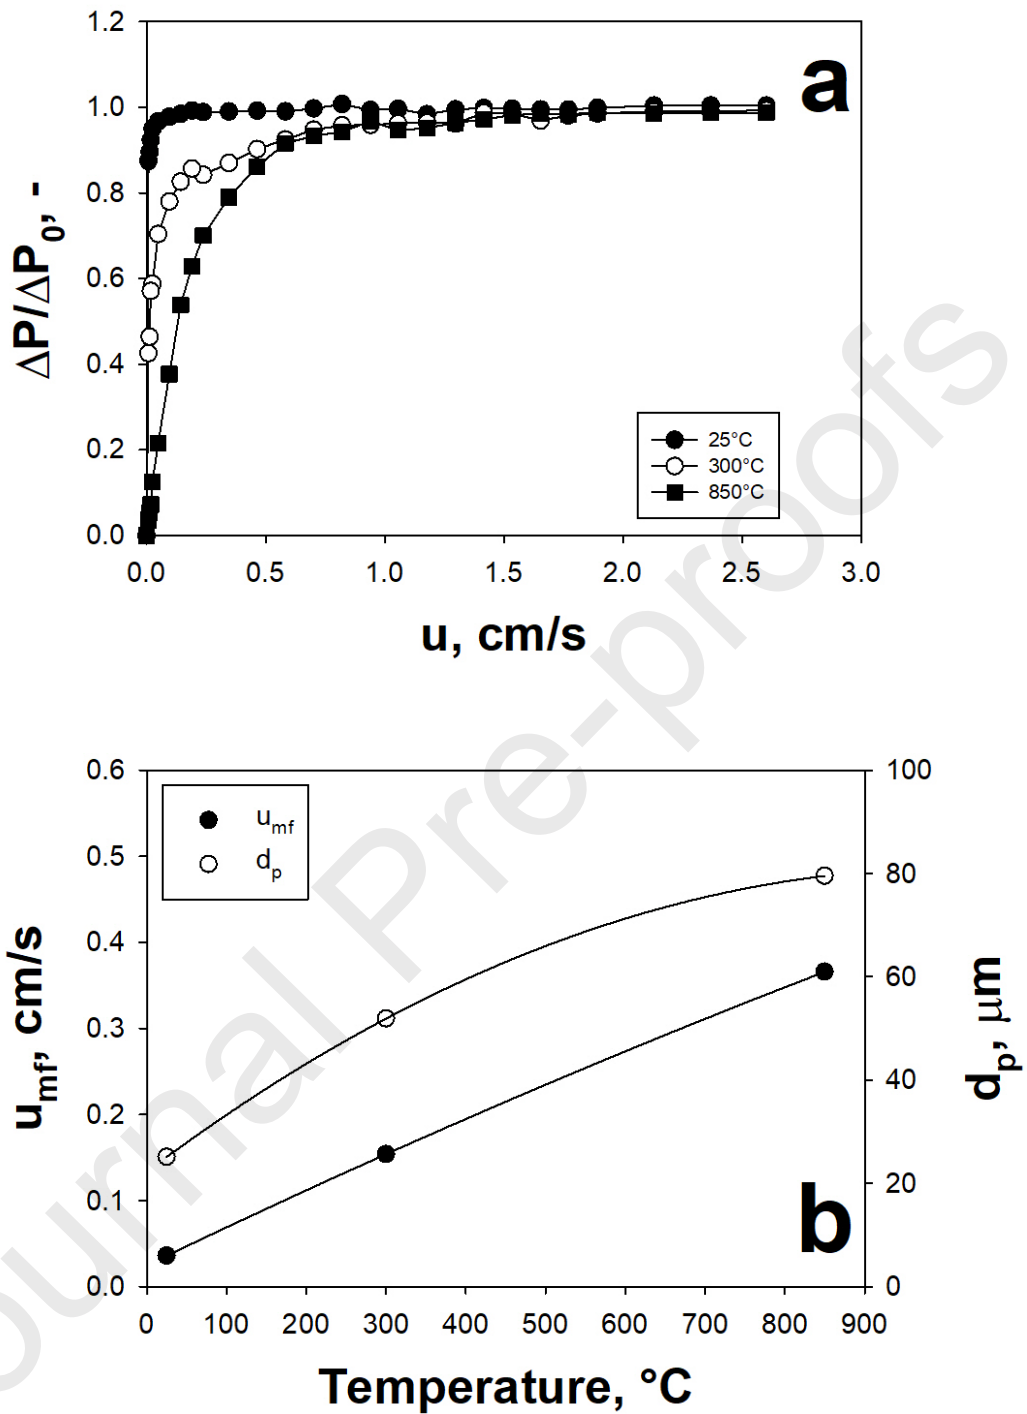 a
1.2
1.0
0.8
0.6
0.4
0.2
0.0
ΔP/ΔP0, -
25°C
300°C
850°C
0.0 0.5 1.0 1.5 2.0 2.5 3.0
u, cm/s
b
0.6
0.5
0.4
0.3
0.2
0.1
0.0
umf, cm/s
umf
dp
100
80
60
40
20
0
dp, μm
0 100 200 300 400 500 600 700 800 900
Temperature, °C
ournal Pre-proofs